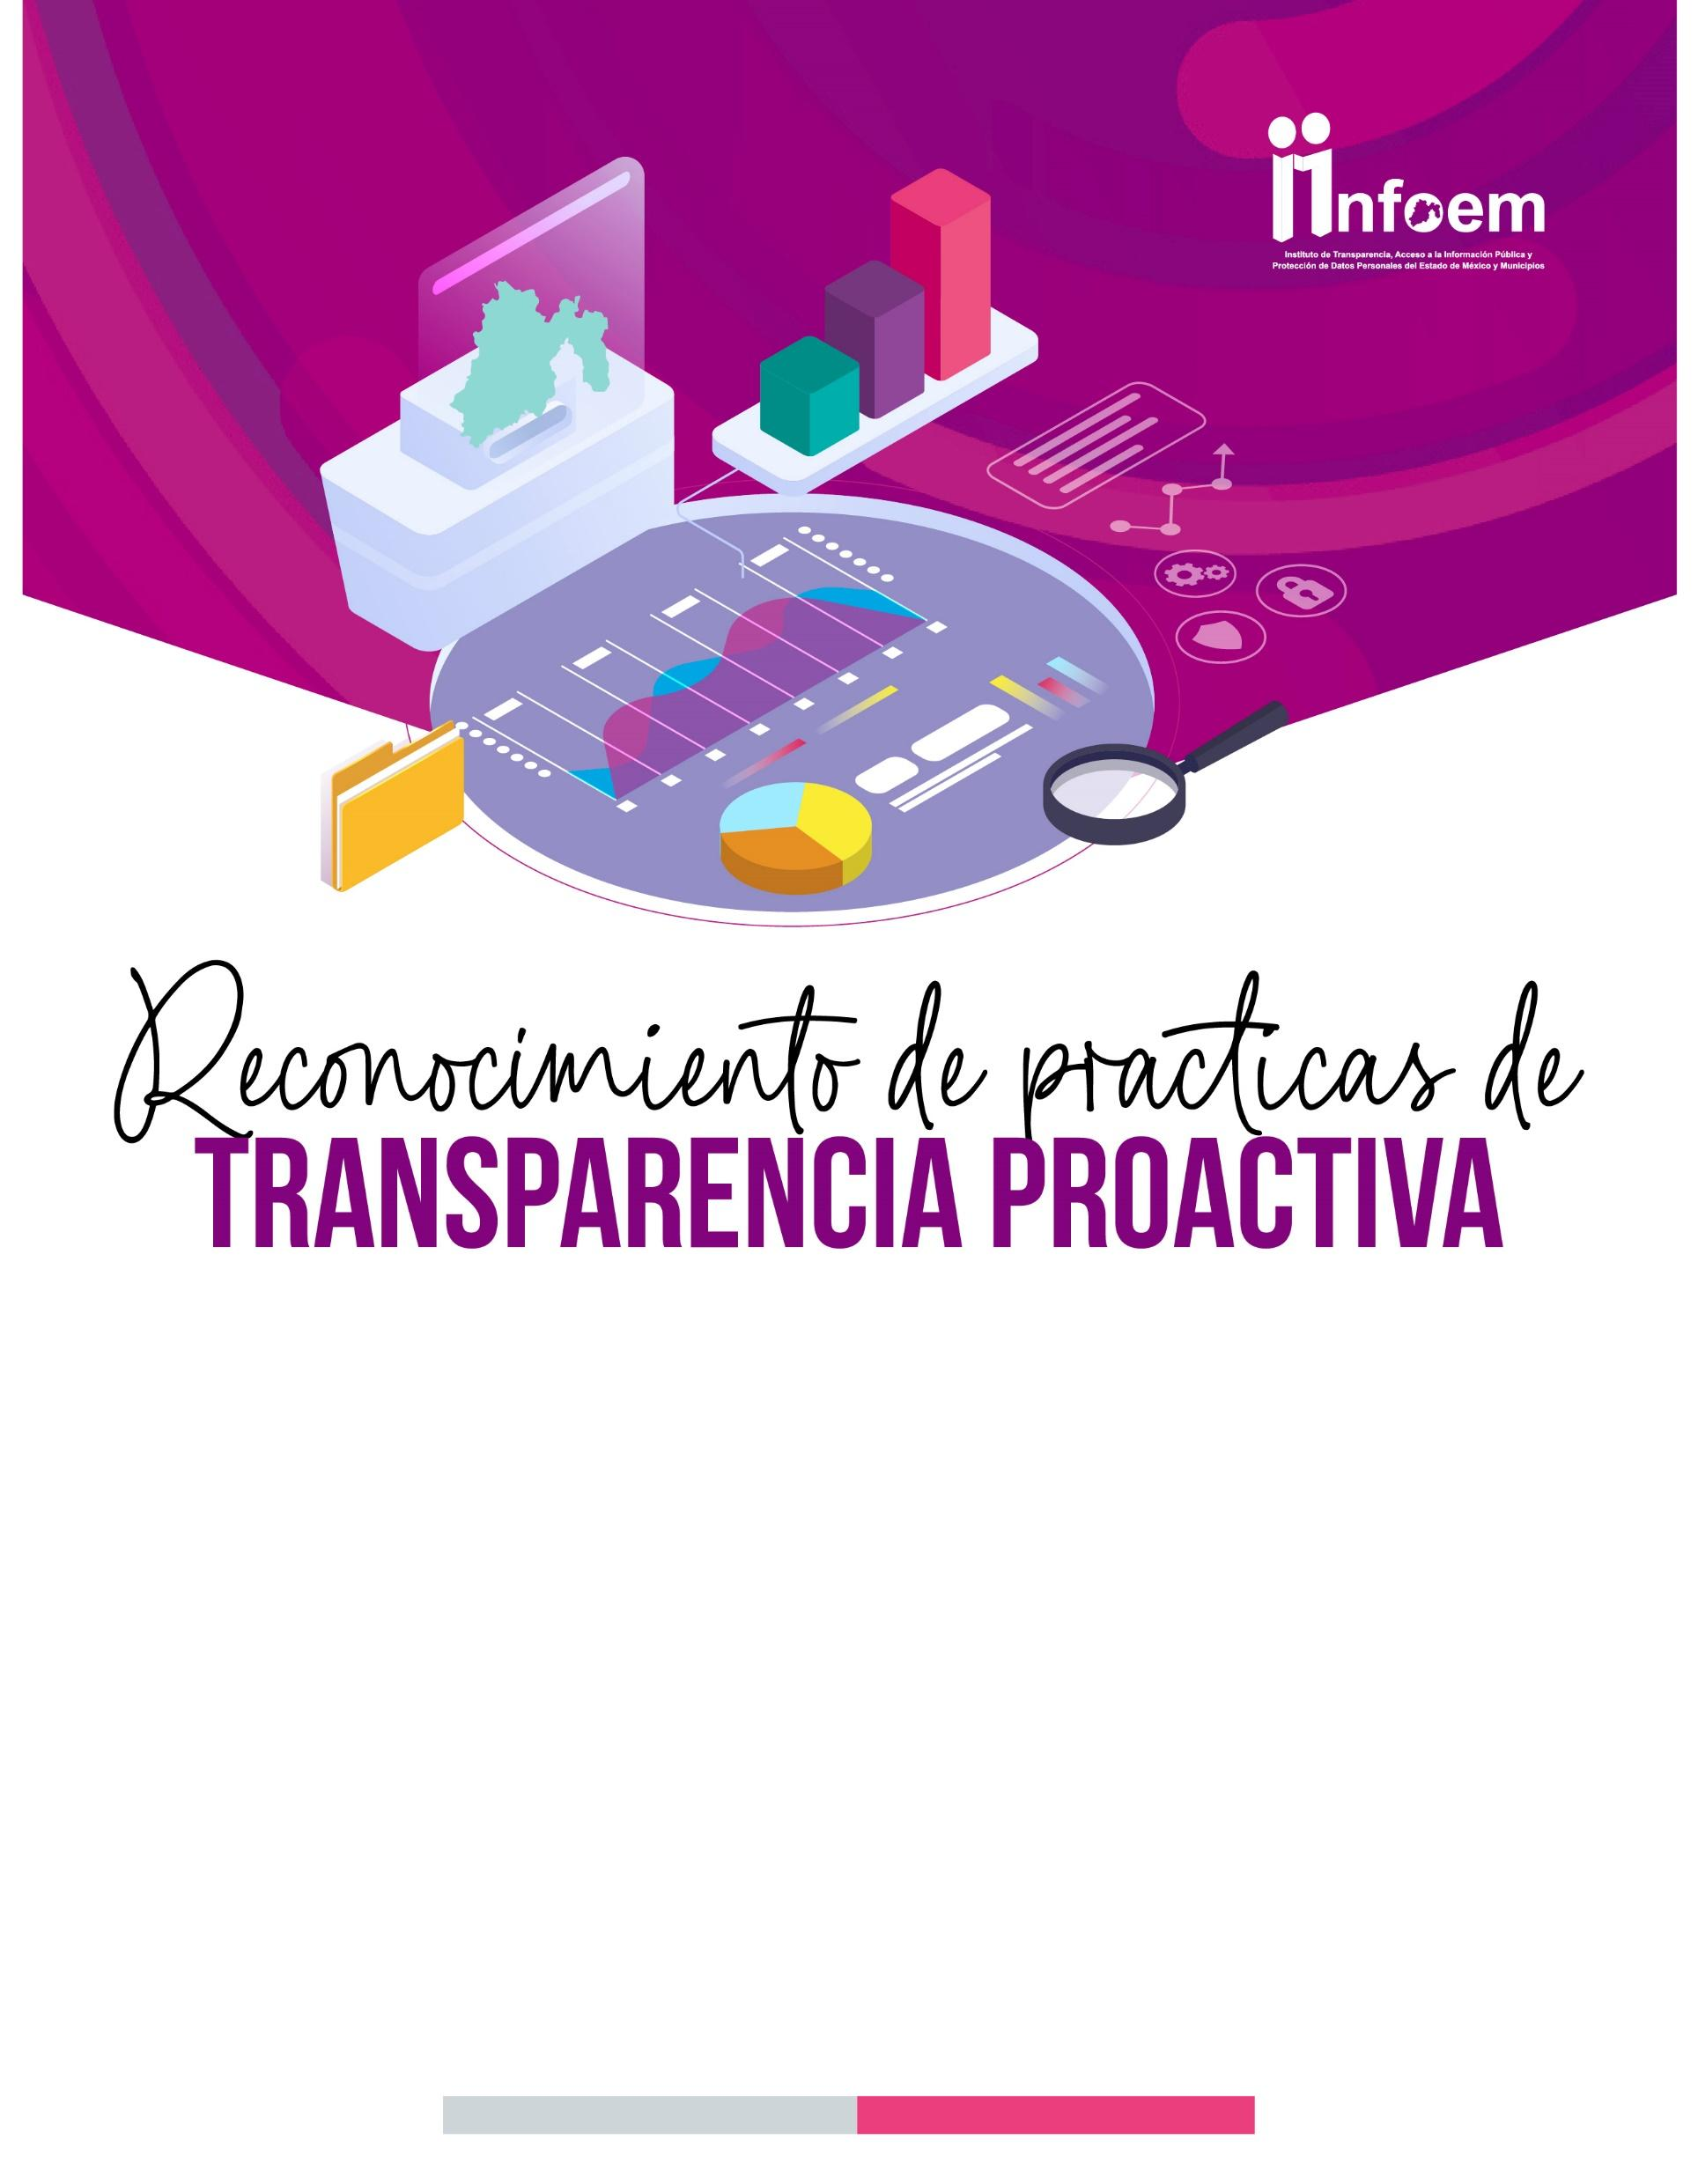 infoem
Instituto de Transparencia, Acceso a la Información Pública y
Protección de Datos Personales del Estado de México y Municipios
Reconocimiento de practicas de
TRANSPARENCIA PROACTIVA